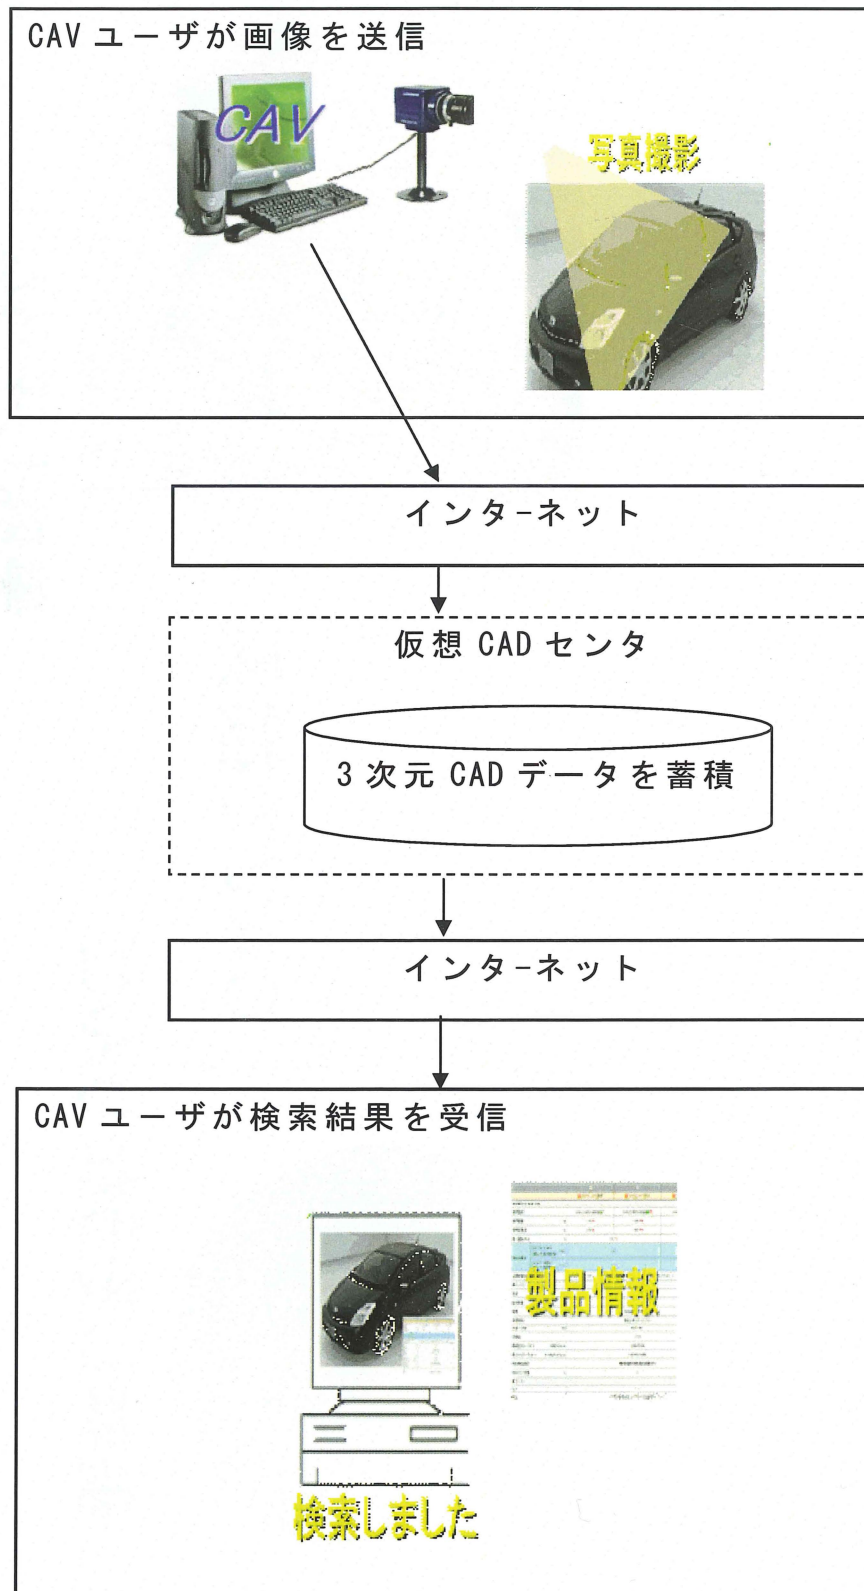 CAV ユーザが画像を送信
CAV
写真撮影
インタ-ネット
仮想 CAD センタ
3 次元 CAD データを蓄積
インタ-ネット
CAV ユーザが検索結果を受信
製品情報
検索しました